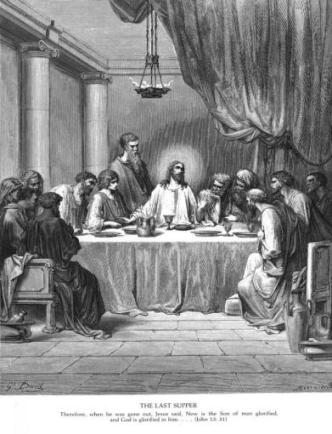 G. Doré
THE LAST SUPPER
Therefore, when he was gone out, Jesus said, Now is the Son of man glorified,
and God is glorified in him. . . . (John 13: 31)